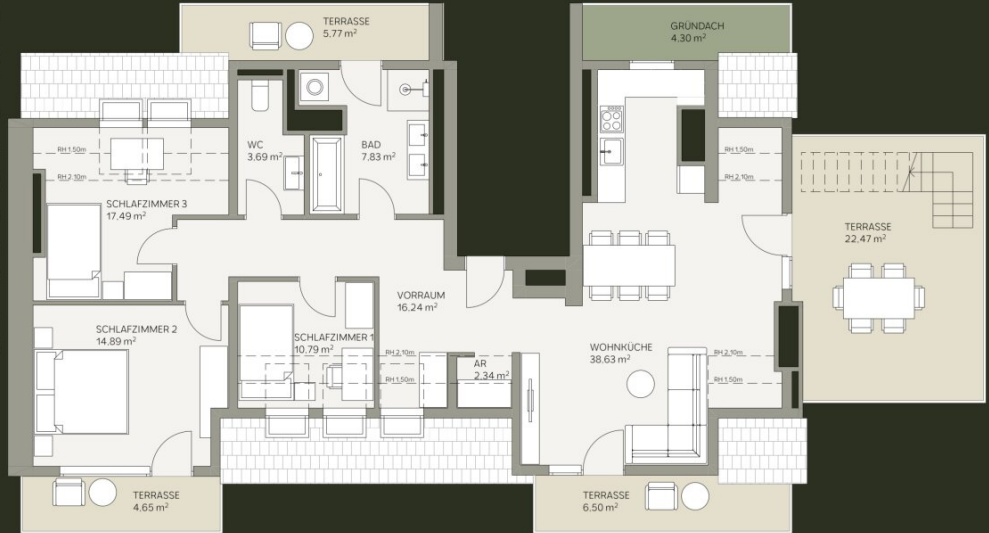 TERRASSE
5.77 m²
GRÜNDACH
4.30 m²
WC
3.69 m²
BAD
7.83 m²
RH 1,50m
RH 2,10m
RH 1,50m
RH 2,10m
SCHLAFZIMMER 3
17.49 m²
TERRASSE
22.47 m²
VORRAUM
16.24 m²
SCHLAFZIMMER 2
14.89 m²
SCHLAFZIMMER 1
10.79 m²
WOHNKÜCHE
38.63 m²
RH 2,10m
RH 1,50m
AR
2.34 m²
RH 2,10m
RH 1,50m
TERRASSE
4.65 m²
TERRASSE
6.50 m²